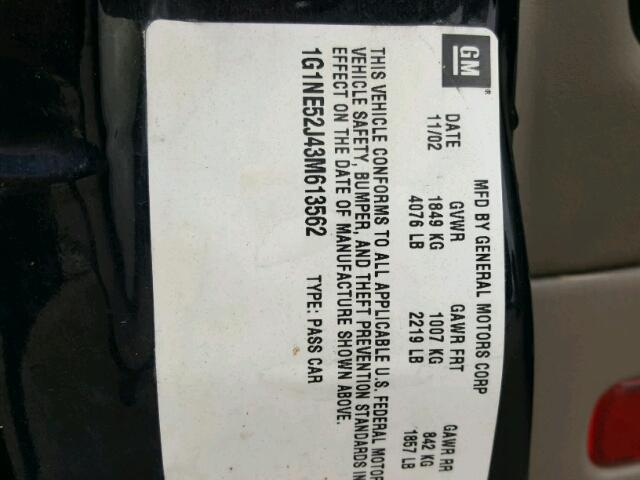 GM
MFD BY GENERAL MOTORS CORP
DATE GVWR GAWR FRT GAWR RR
11/02 1849 KG 1007 KG 842 KG
4076 LB 2219 LB 1857 LB
THIS VEHICLE CONFORMS TO ALL APPLICABLE U.S. FEDERAL MOTOR
VEHICLE SAFETY, BUMPER, AND THEFT PREVENTION STANDARDS IN
EFFECT ON THE DATE OF MANUFACTURE SHOWN ABOVE.
1G1NE52J43M613562 TYPE: PASS CAR